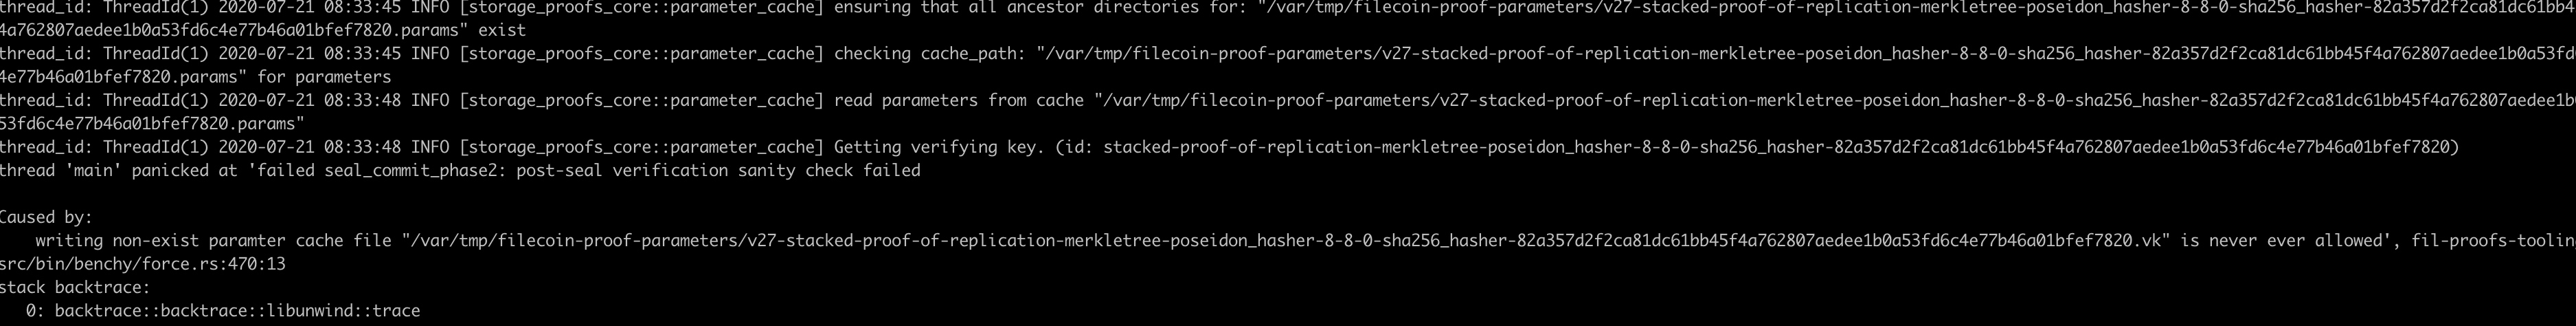 thread_id: ThreadId(1) 2020-07-21 08:33:45 INFO [storage_proofs_core::parameter_cache] ensuring that all ancestor directories for: "/var/tmp/filecoin-proof-parameters/v27-stacked-proof-of-replication-merkletree-poseidon_hasher-8-8-0-sha256_hasher-82a357d2f2ca81dc61bb4
4a762807aedee1b0a53fd6c4e77b46a01bfef7820.params" exist
thread_id: ThreadId(1) 2020-07-21 08:33:45 INFO [storage_proofs_core::parameter_cache] checking cache_path: "/var/tmp/filecoin-proof-parameters/v27-stacked-proof-of-replication-merkletree-poseidon_hasher-8-8-0-sha256_hasher-82a357d2f2ca81dc61bb45f4a762807aedee1b0a53fd
4e77b46a01bfef7820.params" for parameters
thread_id: ThreadId(1) 2020-07-21 08:33:48 INFO [storage_proofs_core::parameter_cache] read parameters from cache "/var/tmp/filecoin-proof-parameters/v27-stacked-proof-of-replication-merkletree-poseidon_hasher-8-8-0-sha256_hasher-82a357d2f2ca81dc61bb45f4a762807aedee1b
53fd6c4e77b46a01bfef7820.params"
thread_id: ThreadId(1) 2020-07-21 08:33:48 INFO [storage_proofs_core::parameter_cache] Getting verifying key. (id: stacked-proof-of-replication-merkletree-poseidon_hasher-8-8-0-sha256_hasher-82a357d2f2ca81dc61bb45f4a762807aedee1b0a53fd6c4e77b46a01bfef7820)
thread 'main' panicked at 'failed seal_commit_phase2: post-seal verification sanity check failed
Caused by:
writing non-exist paramter cache file "/var/tmp/filecoin-proof-parameters/v27-stacked-proof-of-replication-merkletree-poseidon_hasher-8-8-0-sha256_hasher-82a357d2f2ca81dc61bb45f4a762807aedee1b0a53fd6c4e77b46a01bfef7820.vk" is never ever allowed', fil-proofs-toolin
src/bin/benchy/force.rs:470:13
stack backtrace:
0: backtrace::backtrace::libunwind::trace